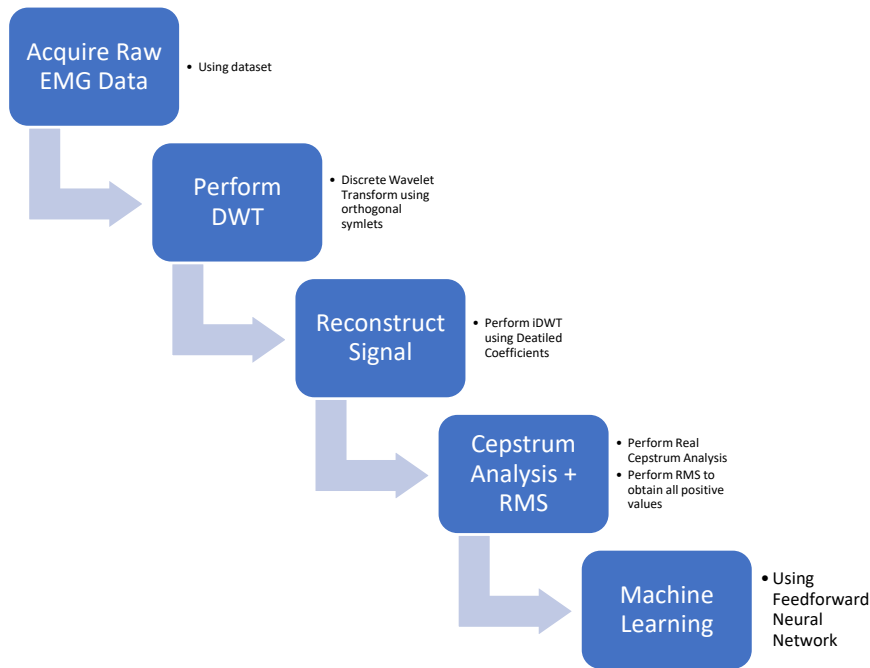 Acquire Raw
EMG Data
• Using dataset
Perform
DWT
• Discrete Wavelet
Transform using
orthogonal
symlets
Reconstruct
Signal
• Perform iDWT
using Deatiled
Coefficients
Cepstrum
Analysis +
RMS
• Perform Real
Cepstrum Analysis
• Perform RMS to
obtain all positive
values
Machine
Learning
• Using
Feedforward
Neural
Network